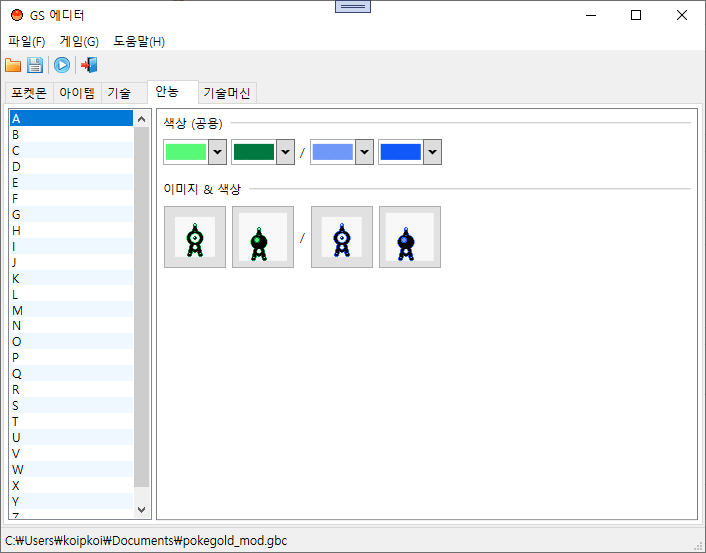 GS 에디터
파일(F) 게임(G) 도움말(H)
포켓몬 아이템 기술 안농 기술머신
A
B
C
D
E
F
G
H
I
J
K
L
M
N
O
P
Q
R
S
T
U
V
W
X
Y
Z
색상 (공용)
/
이미지 & 색상
/
C:₩Users₩koipkoi₩Documents₩pokegold_mod.gbc